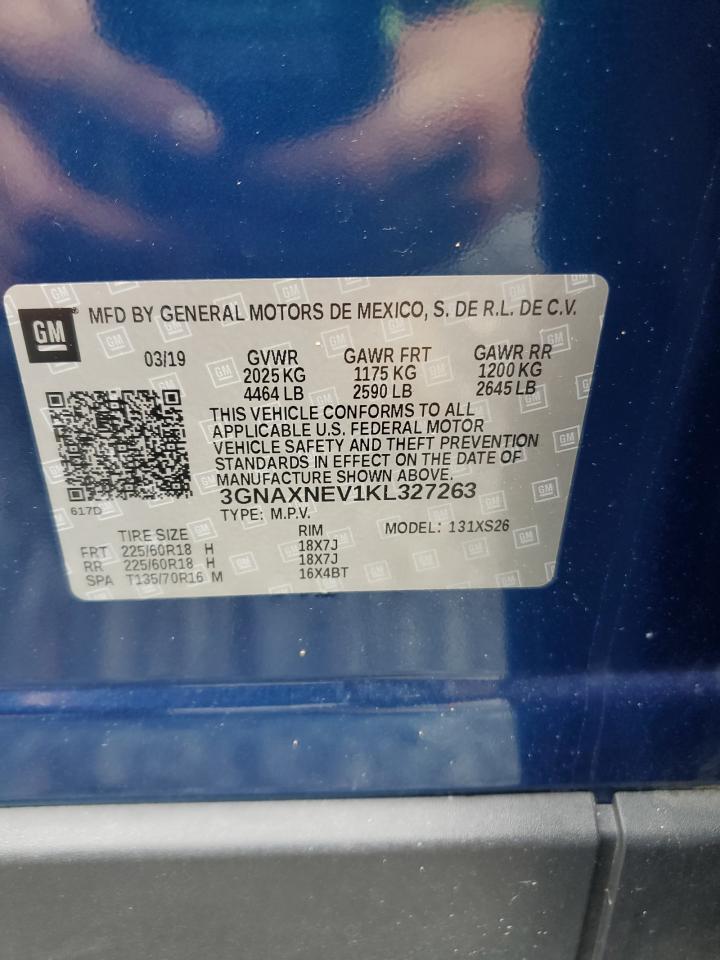 GM
MFD BY GENERAL MOTORS DE MEXICO, S. DE R.L. DE C.V.
03/19 GVWR GAWR FRT GAWR RR
2025 KG 1175 KG 1200 KG
4464 LB 2590 LB 2645 LB
THIS VEHICLE CONFORMS TO ALL
APPLICABLE U.S. FEDERAL MOTOR
VEHICLE SAFETY AND THEFT PREVENTION
STANDARDS IN EFFECT ON THE DATE OF
MANUFACTURE SHOWN ABOVE.
3GNAXNEV1KL327263
617D
TYPE: M.P.V.
TIRE SIZE RIM MODEL: 131XS26
FRT 225/60R18 H 18X7J
RR 225/60R18 H 18X7J
SPA T135/70R16 M 16X4BT